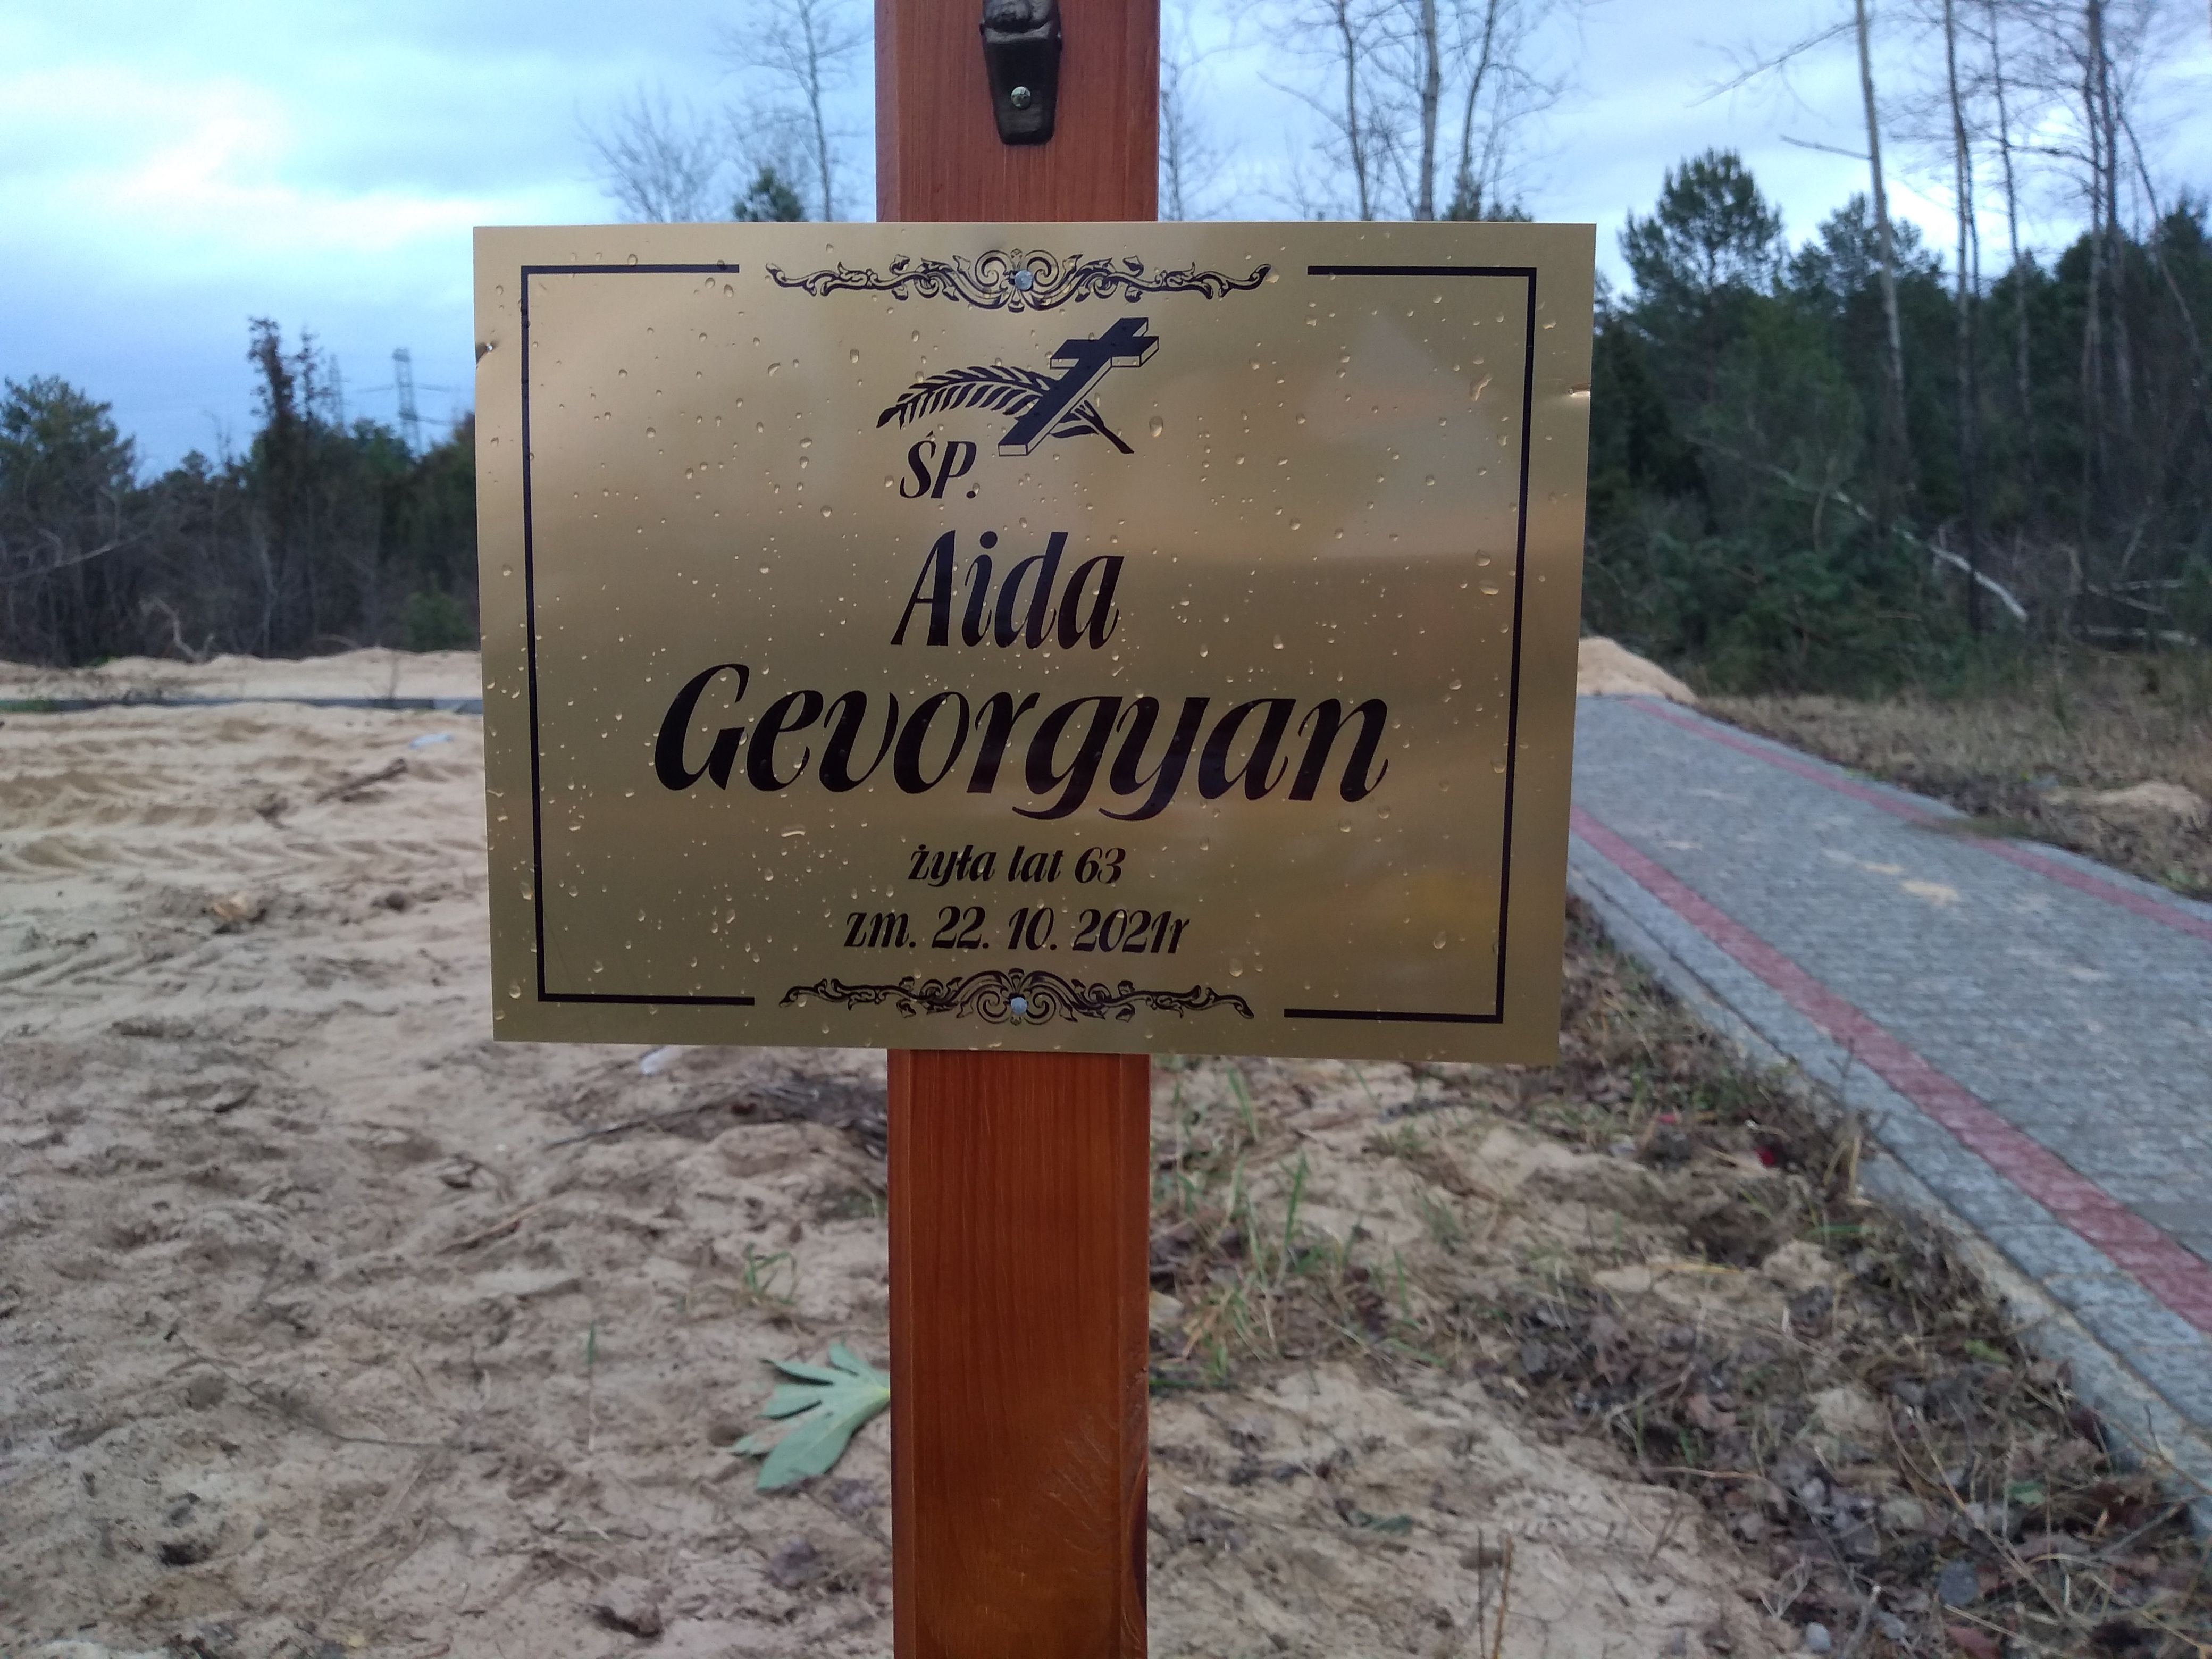 ŚP.
Aida
Gevorgyan
żyła lat 63
zm. 22. 10. 2021r